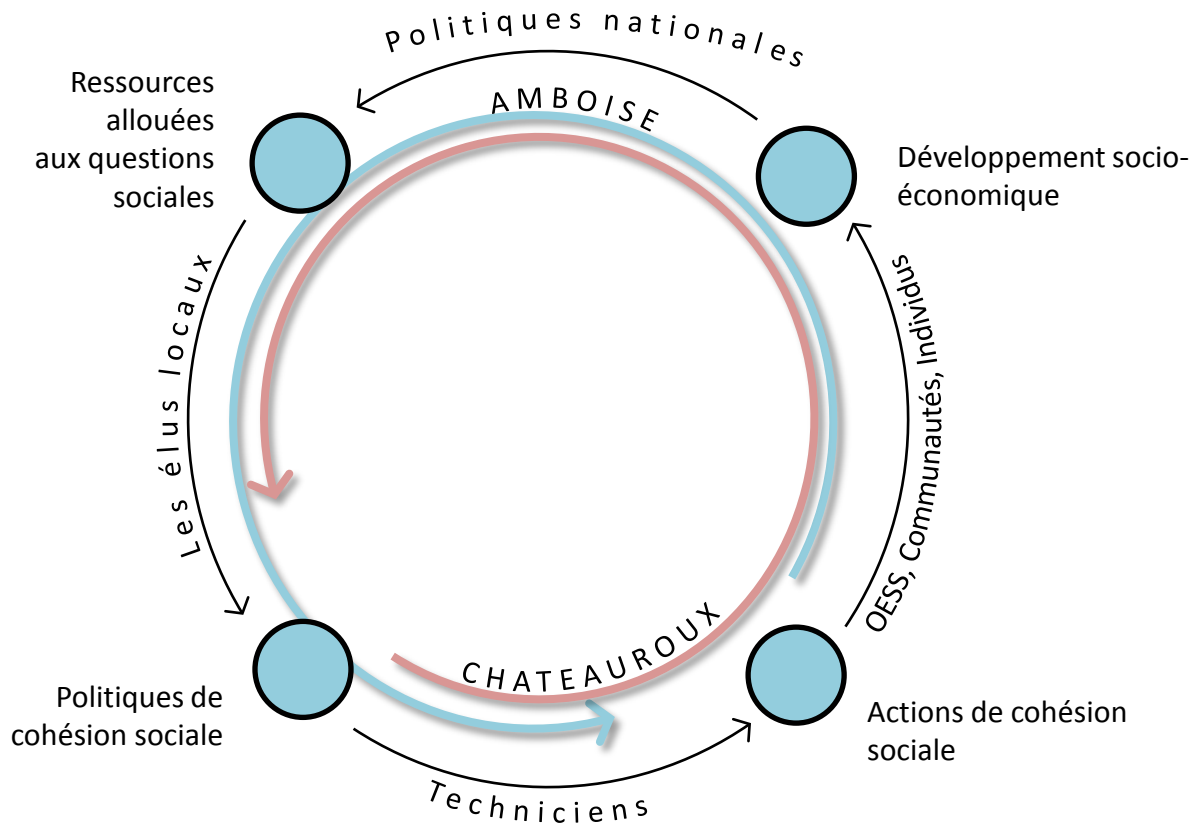 Politiques nationales
Ressources
allouées
aux questions
sociales
AMBOISE
Développement socio-
économique
Les élus locaux
OESS, Communautés, Individus
CHATEAUROUX
Politiques de
cohésion sociale
Actions de cohésion
sociale
Techniciens